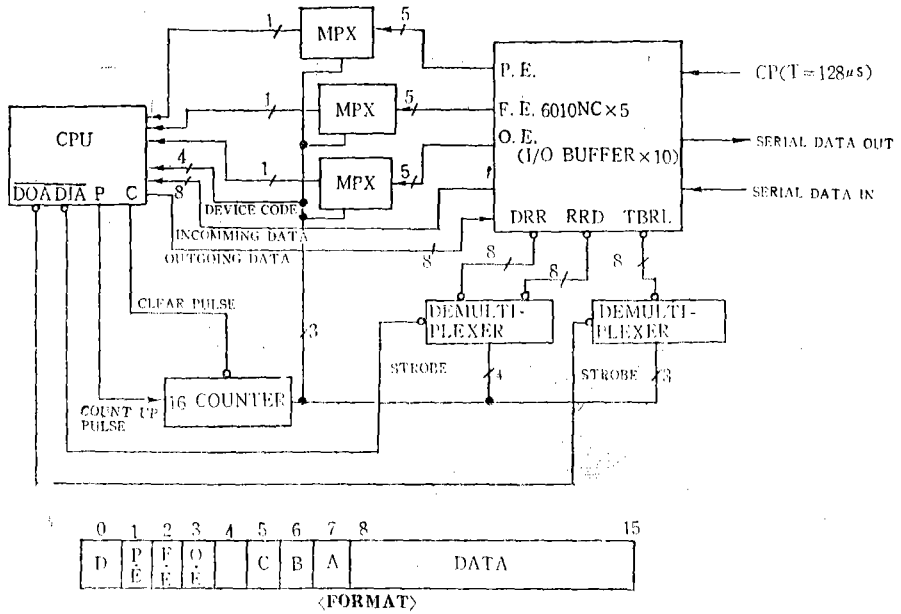 1
MPX
5
P.E.
CP(T=128μs)
1
MPX
5
F.E. 6010NC×5
CPU
O.E.
(I/O BUFFER×10)
SERIAL DATA OUT
4
1
MPX
5
8
SERIAL DATA IN
DOA DIA P C
DEVICE CODE
INCOMMING DATA
OUTGOING DATA
8
DRR RRD TBRL
8
8
8
CLEAR PULSE
DEMULTI-
PLEXER
DEMULTI-
PLEXER
3
STROBE
4
STROBE
3
COUNT UP
PULSE
16 COUNTER
0 1 2 3 4 5 6 7 8 15
D P.E F.E O.E C B A DATA
〈FORMAT〉